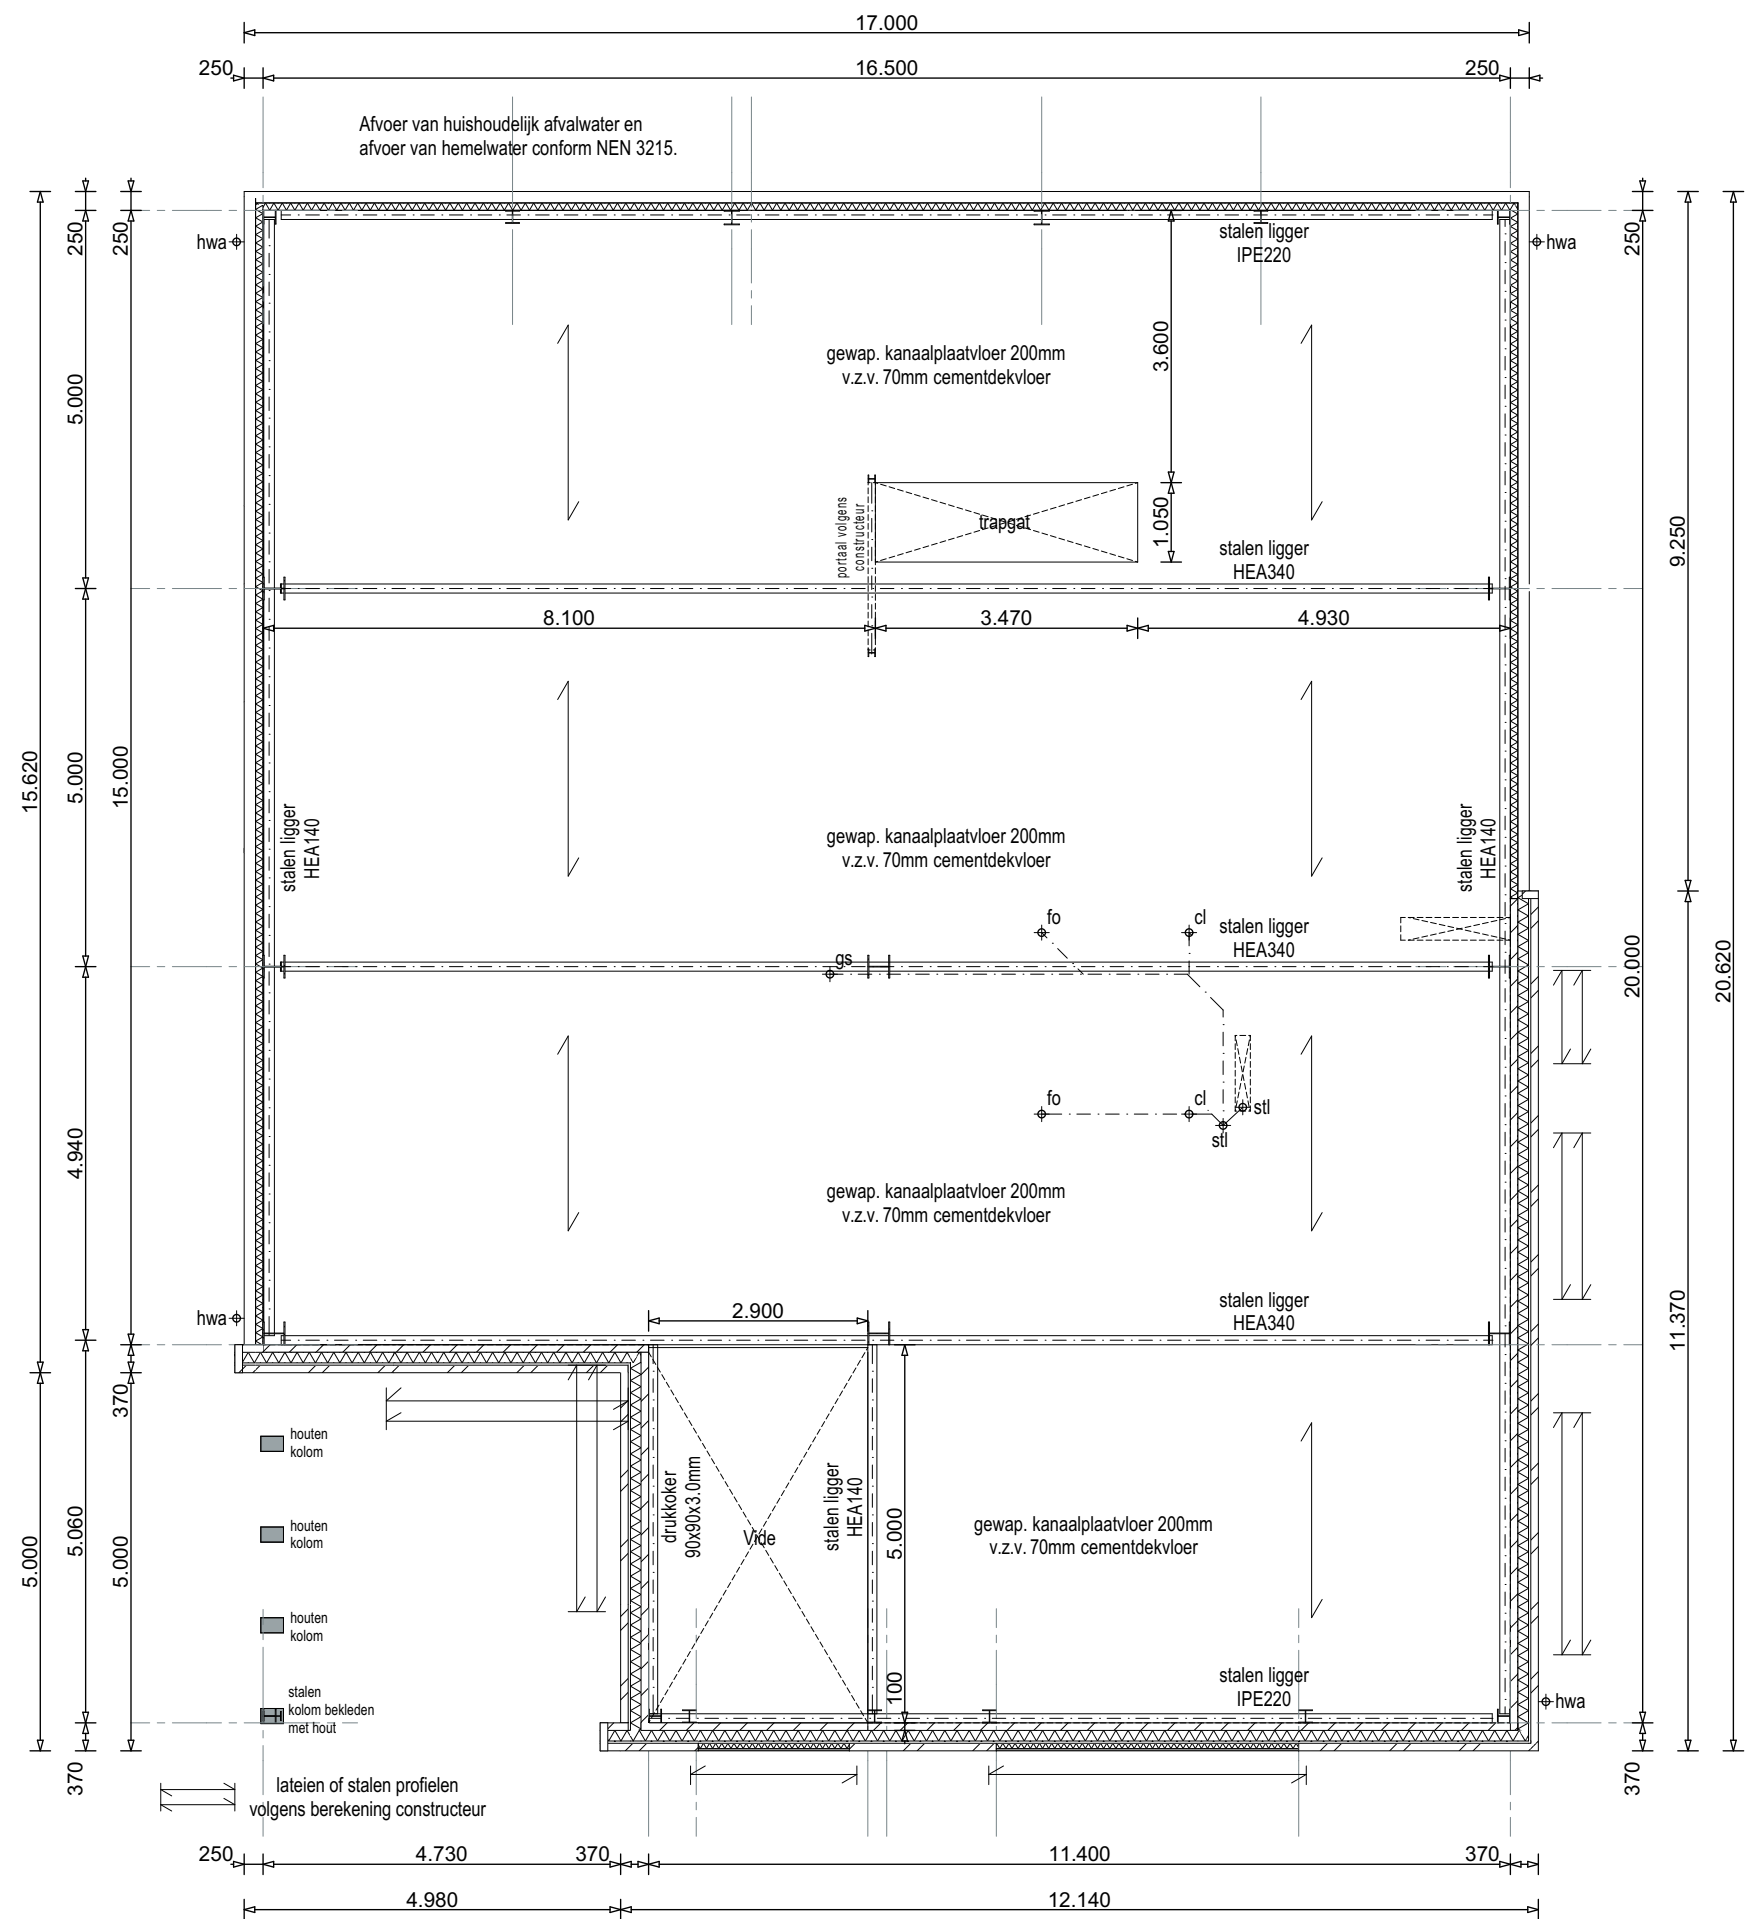 17.000
250
16.500
250
Afvoer van huishoudelijk afvalwater en
afvoer van hemelwater conform NEN 3215.
250
250
hwa
stalen ligger
IPE220
hwa
250
5.000
3.600
gewap. kanaalplaatvloer 200mm
v.z.v. 70mm cementdekvloer
portaal volgens
constructeur
trapgat
1.050
stalen ligger
HEA340
9.250
8.100
3.470
4.930
15.620
5.000
15.000
stalen ligger
HEA140
gewap. kanaalplaatvloer 200mm
v.z.v. 70mm cementdekvloer
stalen ligger
HEA140
fo
cl
stalen ligger
HEA340
gs
20.000
20.620
4.940
fo
cl
stl
stl
gewap. kanaalplaatvloer 200mm
v.z.v. 70mm cementdekvloer
hwa
2.900
stalen ligger
HEA340
11.370
370
houten
kolom
houten
kolom
houten
kolom
stalen
kolom bekleden
met hout
5.000
5.060
5.000
drukkoker
90x90x3.0mm
Vide
stalen ligger
HEA140
5.000
gewap. kanaalplaatvloer 200mm
v.z.v. 70mm cementdekvloer
100
stalen ligger
IPE220
hwa
370
370
lateien of stalen profielen
volgens berekening constructeur
250
4.730
370
11.400
370
4.980
12.140